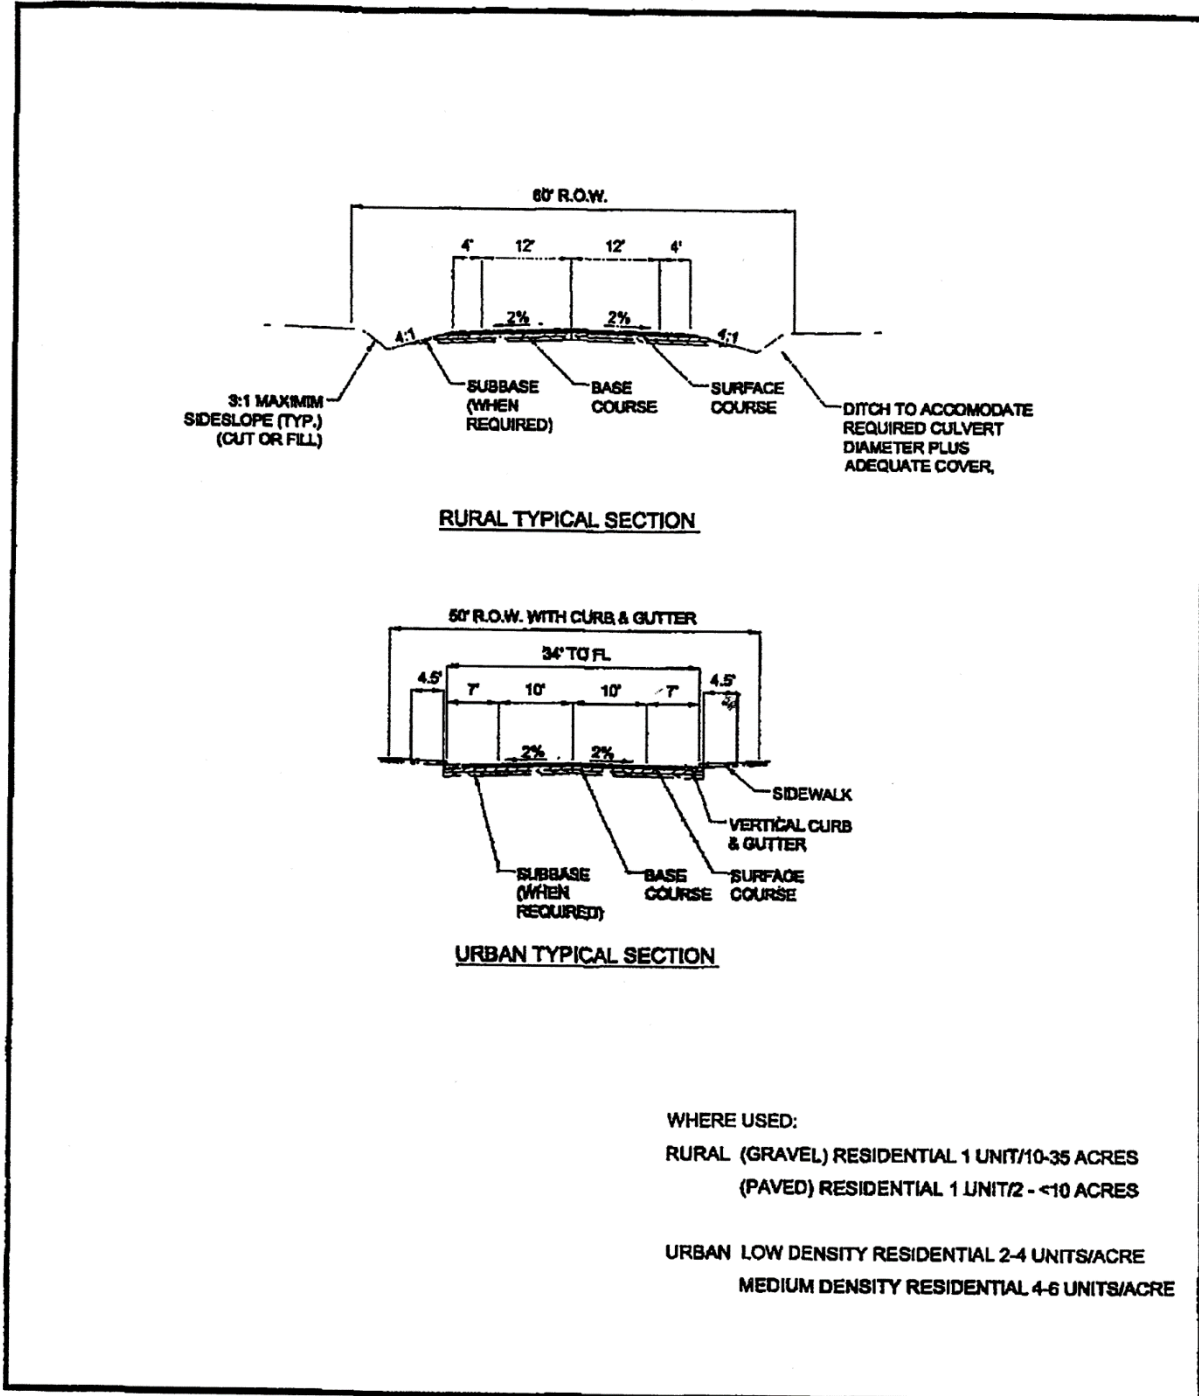 60' R.O.W.
4' 12' 12' 4'
2% 2%
4:1 4:1
SUBBASE
(WHEN
REQUIRED)
BASE
COURSE
SURFACE
COURSE
3:1 MAXIMIM
SIDESLOPE (TYP.)
(CUT OR FILL)
DITCH TO ACCOMODATE
REQUIRED CULVERT
DIAMETER PLUS
ADEQUATE COVER.
RURAL TYPICAL SECTION
50' R.O.W. WITH CURB & GUTTER
34' TO FL
4.5' 7' 10' 10' 7' 4.5'
2% 2%
SIDEWALK
VERTICAL CURB
& GUTTER
SUBBASE
(WHEN
REQUIRED)
BASE
COURSE
SURFACE
COURSE
URBAN TYPICAL SECTION
WHERE USED:
RURAL (GRAVEL) RESIDENTIAL 1 UNIT/10-35 ACRES
(PAVED) RESIDENTIAL 1 UNIT/2 - <10 ACRES
URBAN LOW DENSITY RESIDENTIAL 2-4 UNITS/ACRE
MEDIUM DENSITY RESIDENTIAL 4-6 UNITS/ACRE